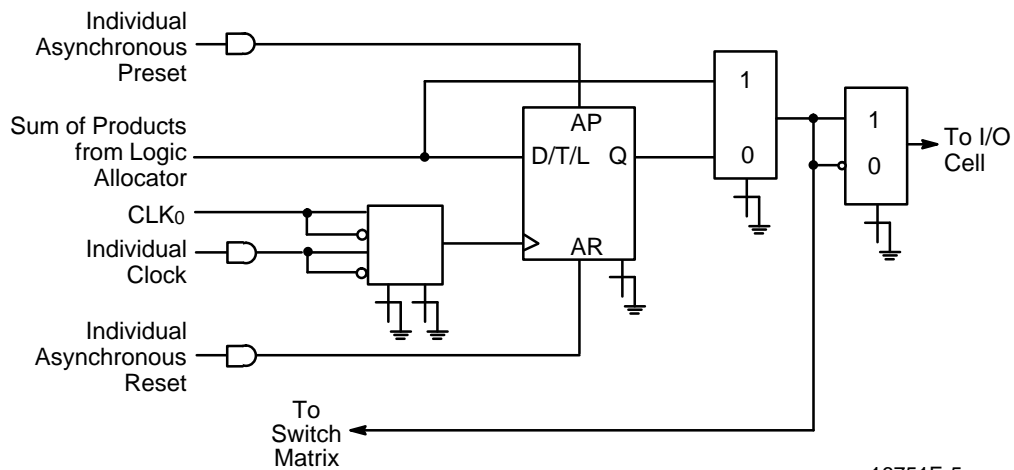 Individual
Asynchronous
Preset
Sum of Products
from Logic
Allocator
CLK0
Individual
Clock
Individual
Asynchronous
Reset
AP
D/T/L Q
AR
1
0
1
0
To I/O
Cell
To
Switch
Matrix